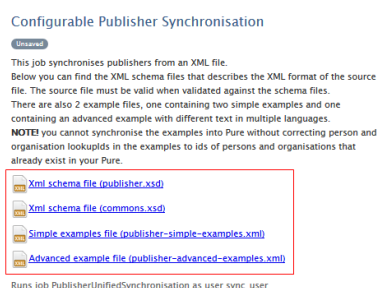 Configurable Publisher Synchronisation
Unsaved
This job synchronises publishers from an XML file.
Below you can find the XML schema files that describes the XML format of the source
file. The source file must be valid when validated against the schema files.
There are also 2 example files, one containing two simple examples and one
containing an advanced example with different text in multiple languages.
NOTE! you cannot synchronise the examples into Pure without correcting person and
organisation lookupIds in the examples to ids of persons and organisations that
already exist in your Pure.
Xml schema file (publisher.xsd)
Xml schema file (commons.xsd)
Simple examples file (publisher-simple-examples.xml)
Advanced example file (publisher-advanced-examples.xml)
Runs job PublisherUnifiedSynchronisation as user sync_user